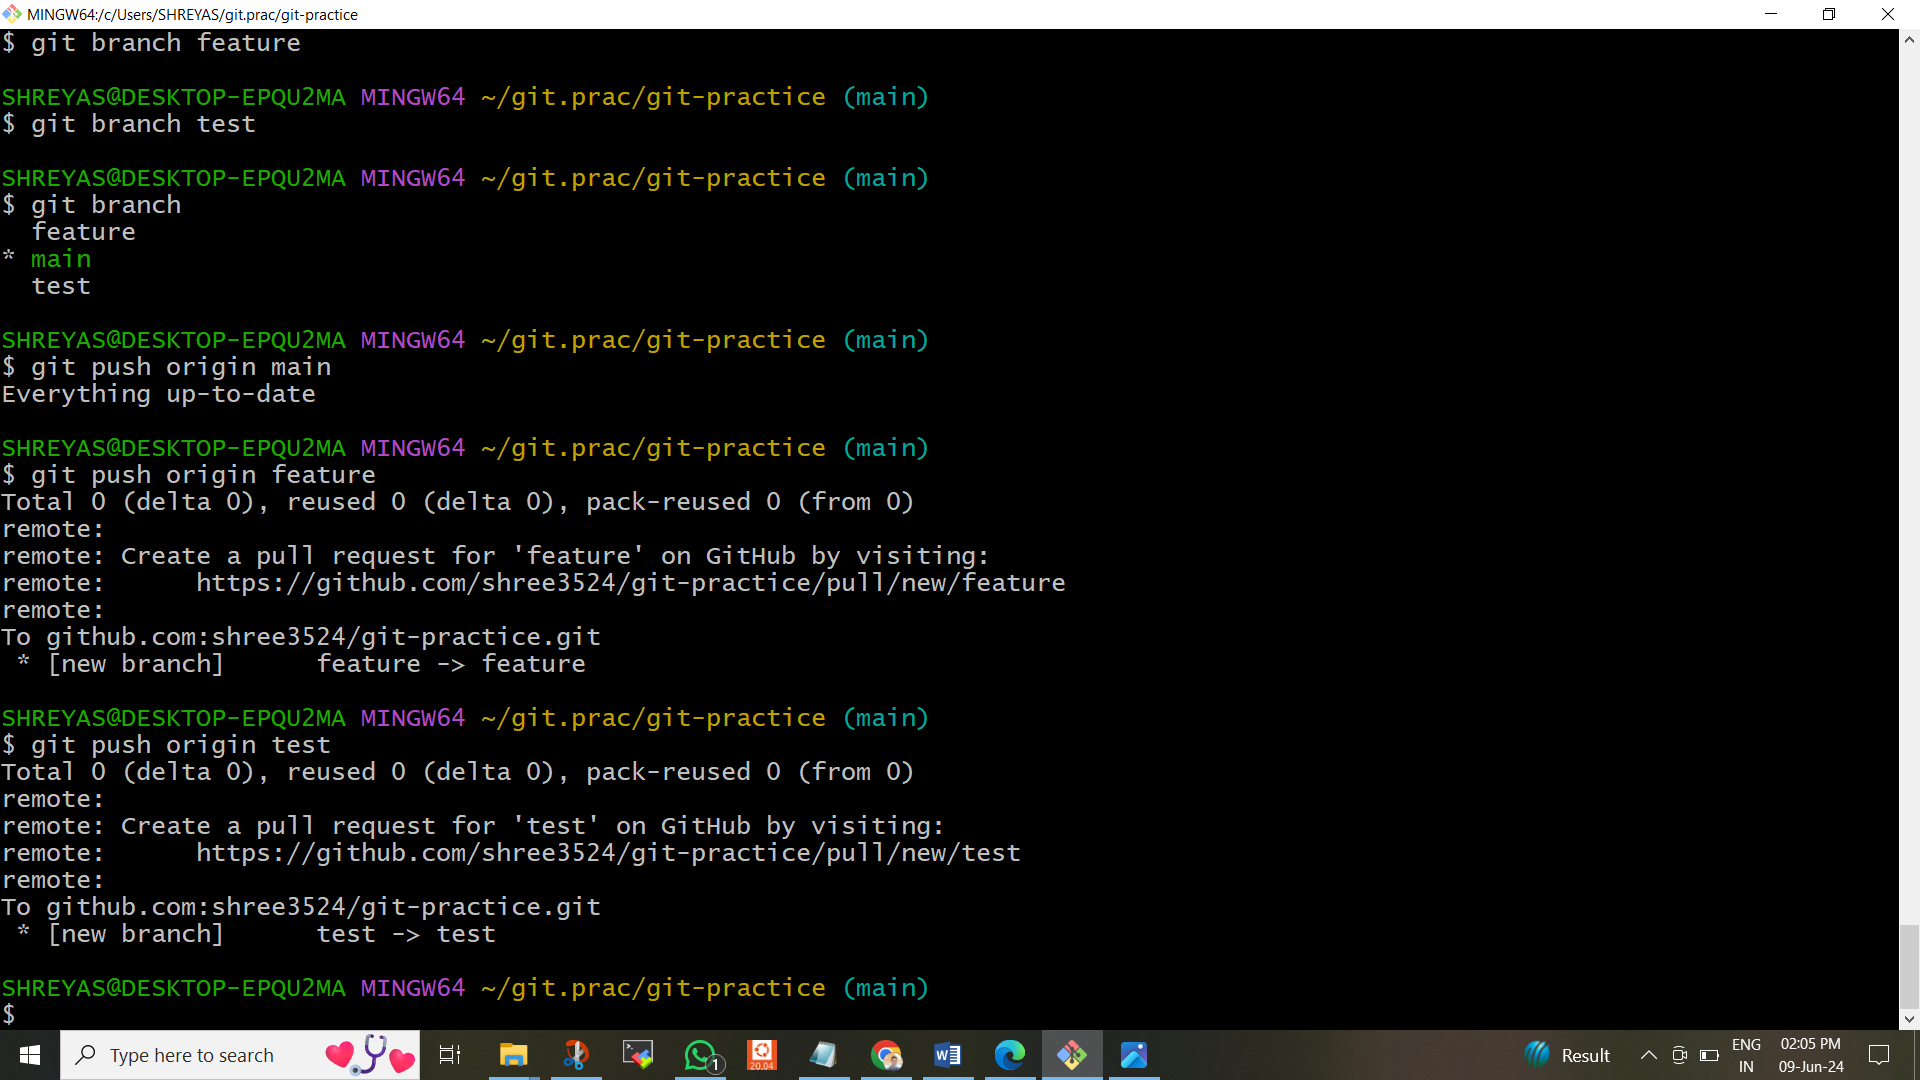 MINGW64:/c/Users/SHREYAS/git.prac/git-practice
$ git branch feature
SHREYAS@DESKTOP-EPQU2MA MINGW64 ~/git.prac/git-practice (main)
$ git branch test
SHREYAS@DESKTOP-EPQU2MA MINGW64 ~/git.prac/git-practice (main)
$ git branch
  feature
* main
  test
SHREYAS@DESKTOP-EPQU2MA MINGW64 ~/git.prac/git-practice (main)
$ git push origin main
Everything up-to-date
SHREYAS@DESKTOP-EPQU2MA MINGW64 ~/git.prac/git-practice (main)
$ git push origin feature
Total 0 (delta 0), reused 0 (delta 0), pack-reused 0 (from 0)
remote:
remote: Create a pull request for 'feature' on GitHub by visiting:
remote:      https://github.com/shree3524/git-practice/pull/new/feature
remote:
To github.com:shree3524/git-practice.git
 * [new branch]      feature -> feature
SHREYAS@DESKTOP-EPQU2MA MINGW64 ~/git.prac/git-practice (main)
$ git push origin test
Total 0 (delta 0), reused 0 (delta 0), pack-reused 0 (from 0)
remote:
remote: Create a pull request for 'test' on GitHub by visiting:
remote:      https://github.com/shree3524/git-practice/pull/new/test
remote:
To github.com:shree3524/git-practice.git
 * [new branch]      test -> test
SHREYAS@DESKTOP-EPQU2MA MINGW64 ~/git.prac/git-practice (main)
$
Type here to search
1
20.04
W
Result
ENG
IN
02:05 PM
09-Jun-24